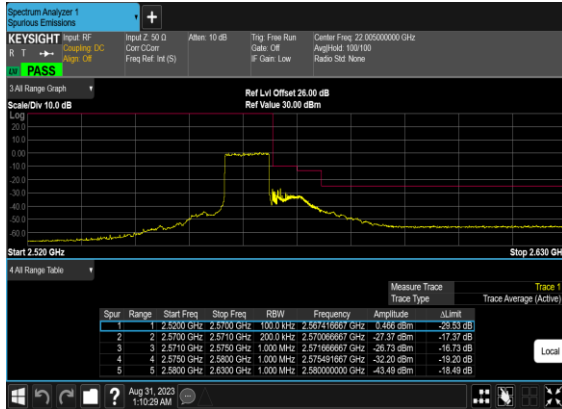 Spectrum Analyzer 1
Spurious Emissions
+
KEYSIGHT Input: RF Input Z: 50 Ω Atten: 10 dB Trig: Free Run Center Freq: 22.005000000 GHz
R T Coupling: DC Corr CCorr Gate: Off Avg|Hold: 100/100
Align: Off Freq Ref: Int (S) IF Gain: Low Radio Std: None
PASS
3 All Range Graph
Ref Lvl Offset 26.00 dB
Scale/Div 10.0 dB Ref Value 30.00 dBm
Log
20.0
10.0
0.00
-10.0
-20.0
-30.0
-40.0
-50.0
-60.0
Start 2.520 GHz Stop 2.630 GH
4 All Range Table
Measure Trace Trace 1
Trace Type Trace Average (Active)
Spur Range Start Freq Stop Freq RBW Frequency Amplitude ΔLimit
1 1 2.5200 GHz 2.5700 GHz 100.0 kHz 2.567416667 GHz 0.466 dBm -29.53 dB
2 2 2.5700 GHz 2.5710 GHz 200.0 kHz 2.570066667 GHz -27.37 dBm -17.37 dB
3 3 2.5710 GHz 2.5750 GHz 1.000 MHz 2.571666667 GHz -26.73 dBm -16.73 dB
4 4 2.5750 GHz 2.5800 GHz 1.000 MHz 2.575491667 GHz -32.20 dBm -19.20 dB
5 5 2.5800 GHz 2.6300 GHz 1.000 MHz 2.580000000 GHz -43.49 dBm -18.49 dB
Local
?
Aug 31, 2023
1:10:29 AM